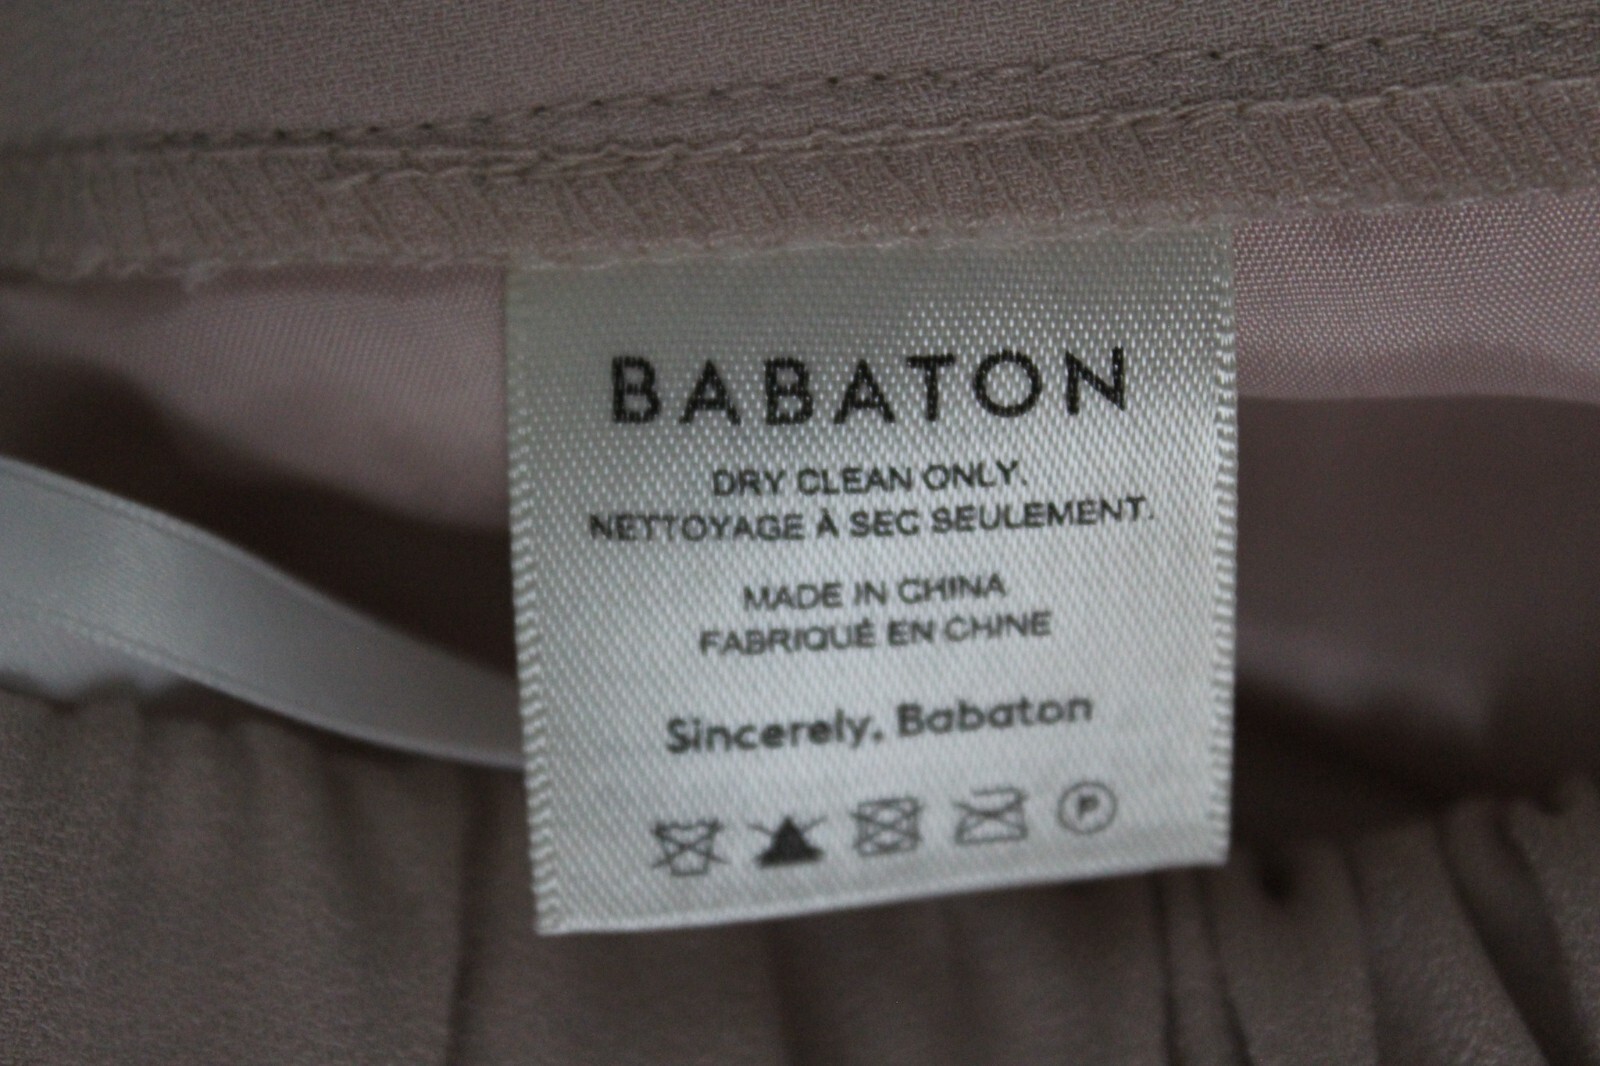 BABATON
DRY CLEAN ONLY.
NETTOYAGE À SEC SEULEMENT.
MADE IN CHINA
FABRIQUÉ EN CHINE
Sincerely, Babaton
P